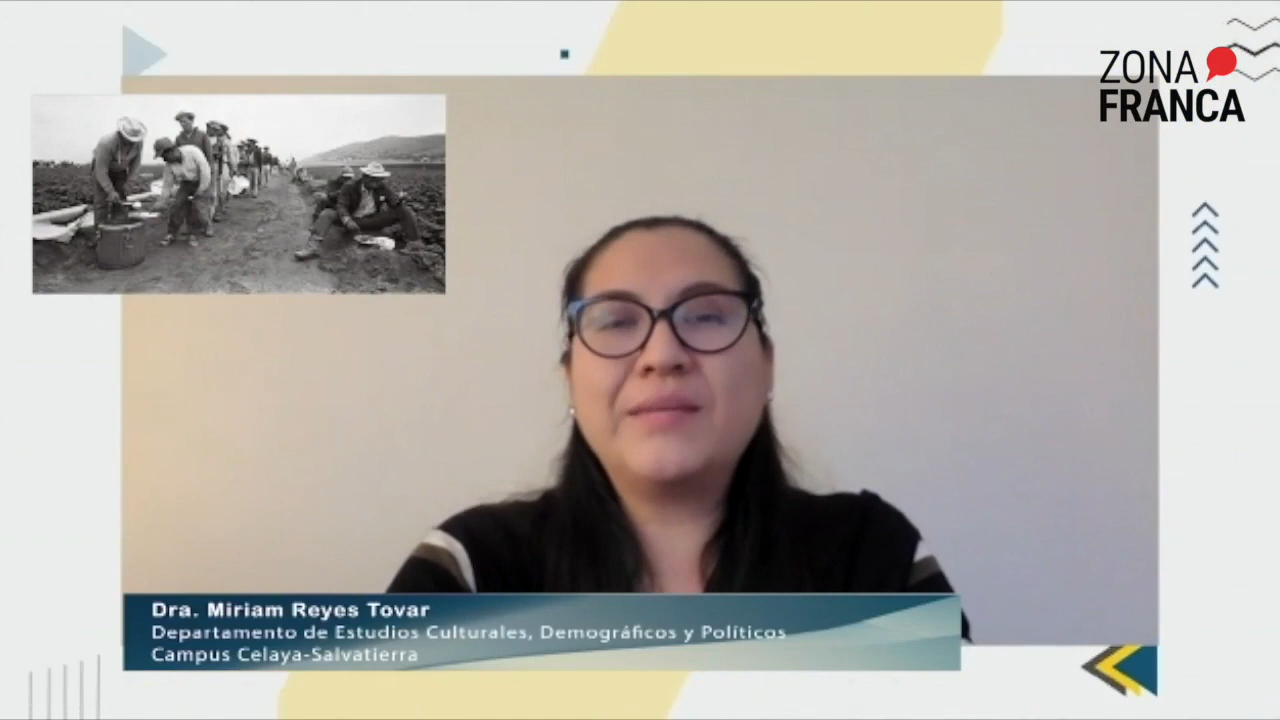 ZONA
FRANCA
Dra. Miriam Reyes Tovar
Departamento de Estudios Culturales, Demográficos y Políticos
Campus Celaya-Salvatierra